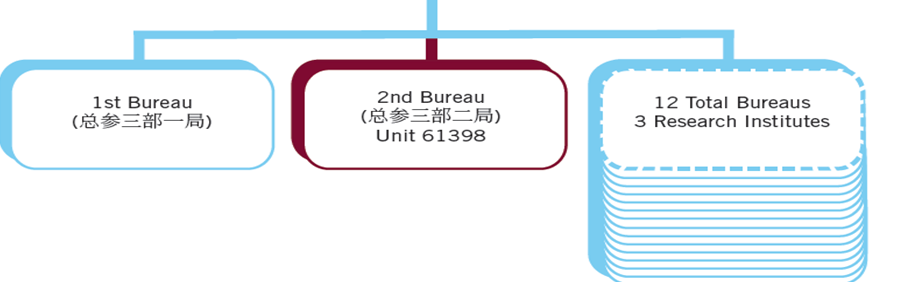 1st Bureau
(总参三部一局)
2nd Bureau
(总参三部二局)
Unit 61398
12 Total Bureaus
3 Research Institutes